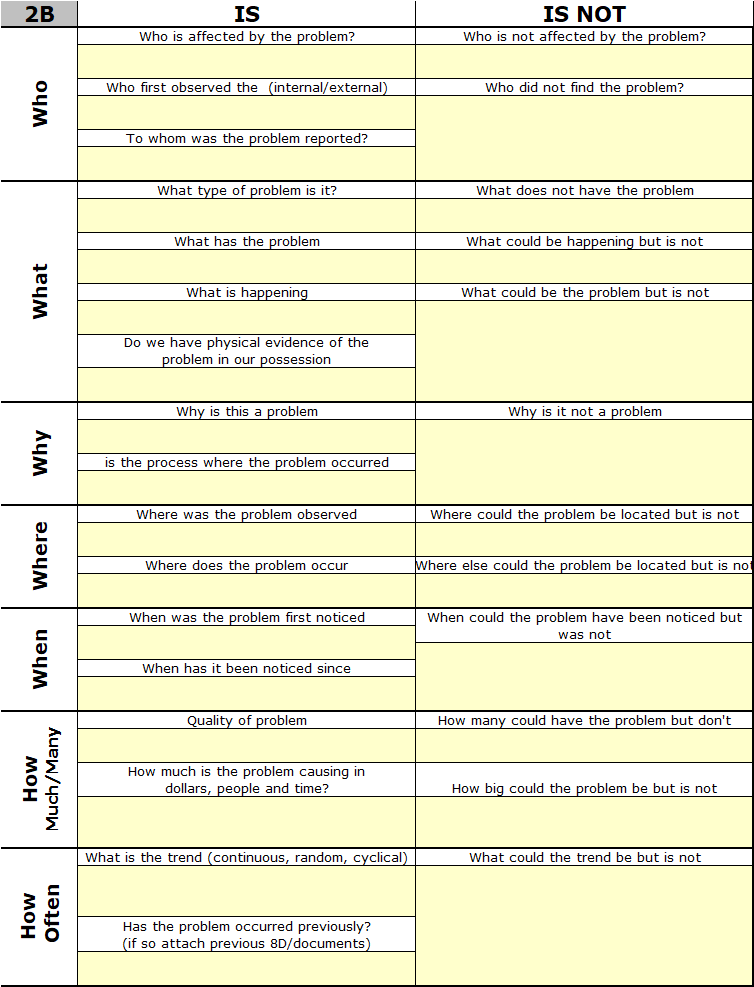 2B IS IS NOT
Who
Who is affected by the problem? Who is not affected by the problem?
Who first observed the (internal/external) Who did not find the problem?
To whom was the problem reported?
What
What type of problem is it? What does not have the problem
What has the problem What could be happening but is not
What is happening What could be the problem but is not
Do we have physical evidence of the
problem in our possession
Why
Why is this a problem Why is it not a problem
is the process where the problem occurred
Where
Where was the problem observed Where could the problem be located but is not
Where does the problem occur Where else could the problem be located but is not
When
When was the problem first noticed When could the problem have been noticed but
was not
When has it been noticed since
How
Much/Many
Quality of problem How many could have the problem but don't
How much is the problem causing in
dollars, people and time? How big could the problem be but is not
How
Often
What is the trend (continuous, random, cyclical) What could the trend be but is not
Has the problem occurred previously?
(if so attach previous 8D/documents)